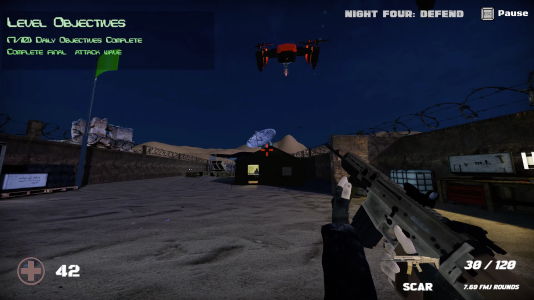 Level Objectives
(7/10) Daily Objectives Complete
Complete final attack wave
NIGHT FOUR: DEFEND
Pause
42
30 / 120
SCAR
7.69 FMJ ROUNDS